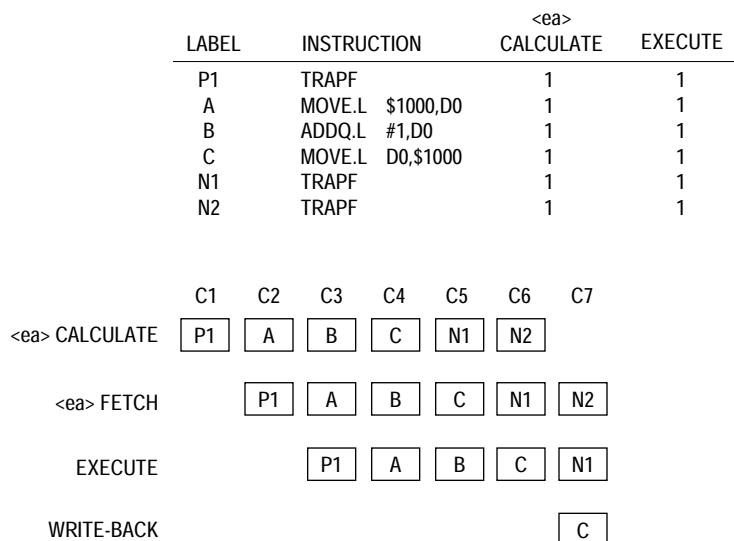 <ea>
LABEL INSTRUCTION CALCULATE EXECUTE
P1 TRAPF 1 1
A MOVE.L $1000,D0 1 1
B ADDQ.L #1,D0 1 1
C MOVE.L D0,$1000 1 1
N1 TRAPF 1 1
N2 TRAPF 1 1
C1 C2 C3 C4 C5 C6 C7
<ea> CALCULATE P1 A B C N1 N2
<ea> FETCH P1 A B C N1 N2
EXECUTE P1 A B C N1
WRITE-BACK C